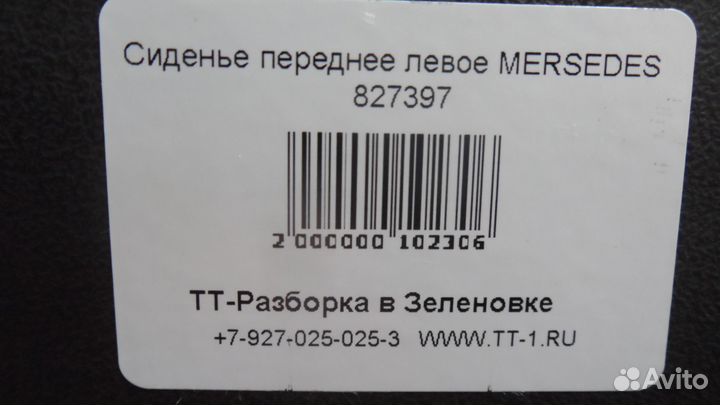 Сиденье переднее левое MERSEDES
827397
2 000000 102306
ТТ-Разборка в Зеленовке
+7-927-025-025-3 WWW.TT-1.RU
Avito